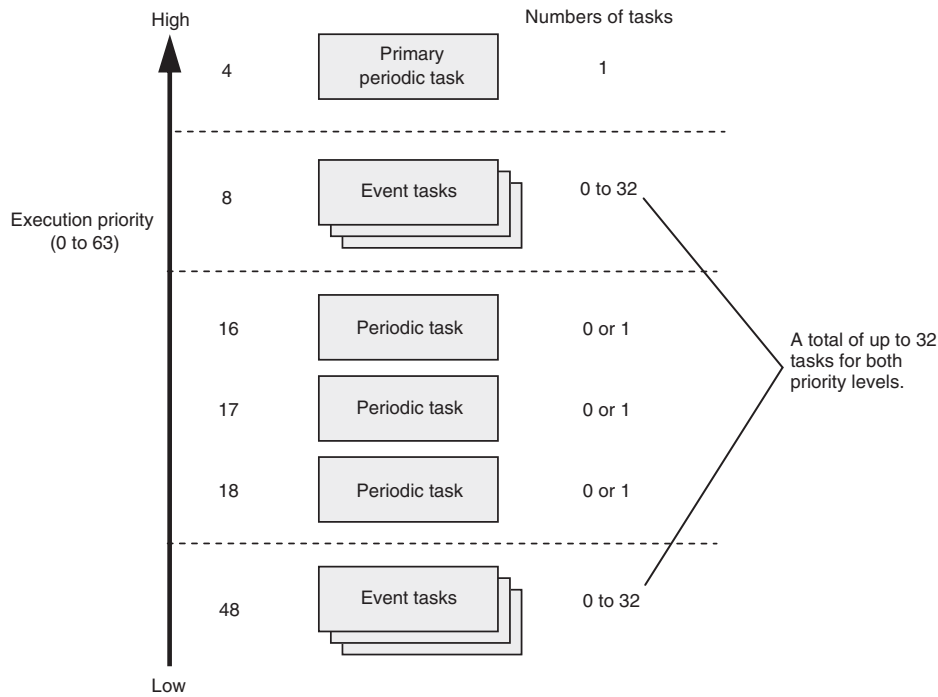 High
Numbers of tasks
4
Primary
periodic task
1
8
Event tasks
0 to 32
Execution priority
(0 to 63)
16
Periodic task
0 or 1
A total of up to 32
tasks for both
priority levels.
17
Periodic task
0 or 1
18
Periodic task
0 or 1
48
Event tasks
0 to 32
Low